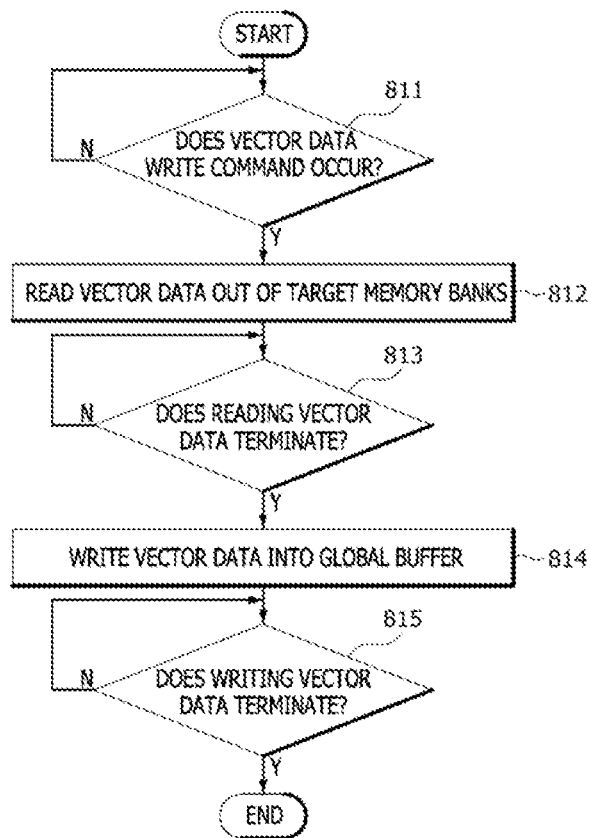 START
811
DOES VECTOR DATA
WRITE COMMAND OCCUR?
N
Y
READ VECTOR DATA OUT OF TARGET MEMORY BANKS
812
813
DOES READING VECTOR
DATA TERMINATE?
N
Y
WRITE VECTOR DATA INTO GLOBAL BUFFER
814
815
DOES WRITING VECTOR
DATA TERMINATE?
N
Y
END